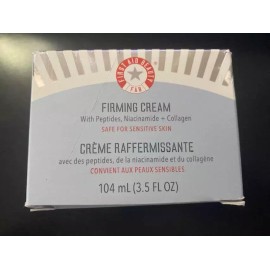 FIRST AID BEAUTY
FAB
FIRMING CREAM
With Peptides, Niacinamide + Collagen
SAFE FOR SENSITIVE SKIN
CRÈME RAFFERMISSANTE
avec des peptides, de la niacinamide et du collagène
CONVIENT AUX PEAUX SENSIBLES
104 mL (3.5 FL OZ)